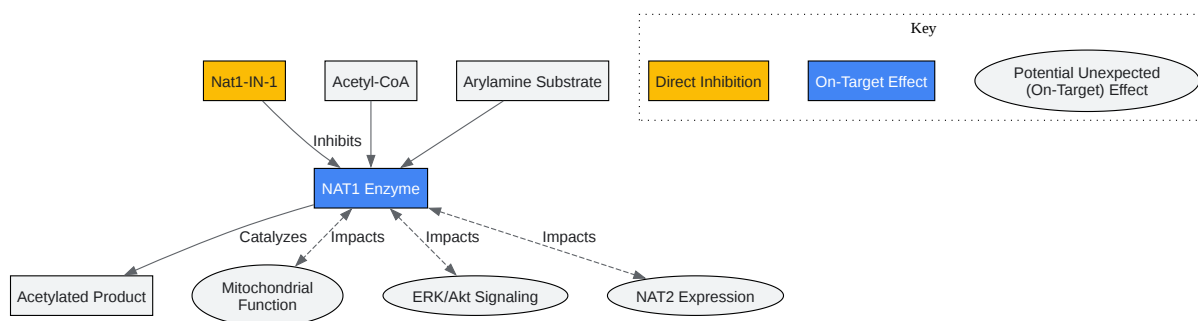 Key
Nat1-IN-1
Acetyl-CoA
Arylamine Substrate
Direct Inhibition
On-Target Effect
Potential Unexpected
(On-Target) Effect
Inhibits
NAT1 Enzyme
Catalyzes
Impacts
Impacts
Impacts
Acetylated Product
Mitochondrial
Function
ERK/Akt Signaling
NAT2 Expression